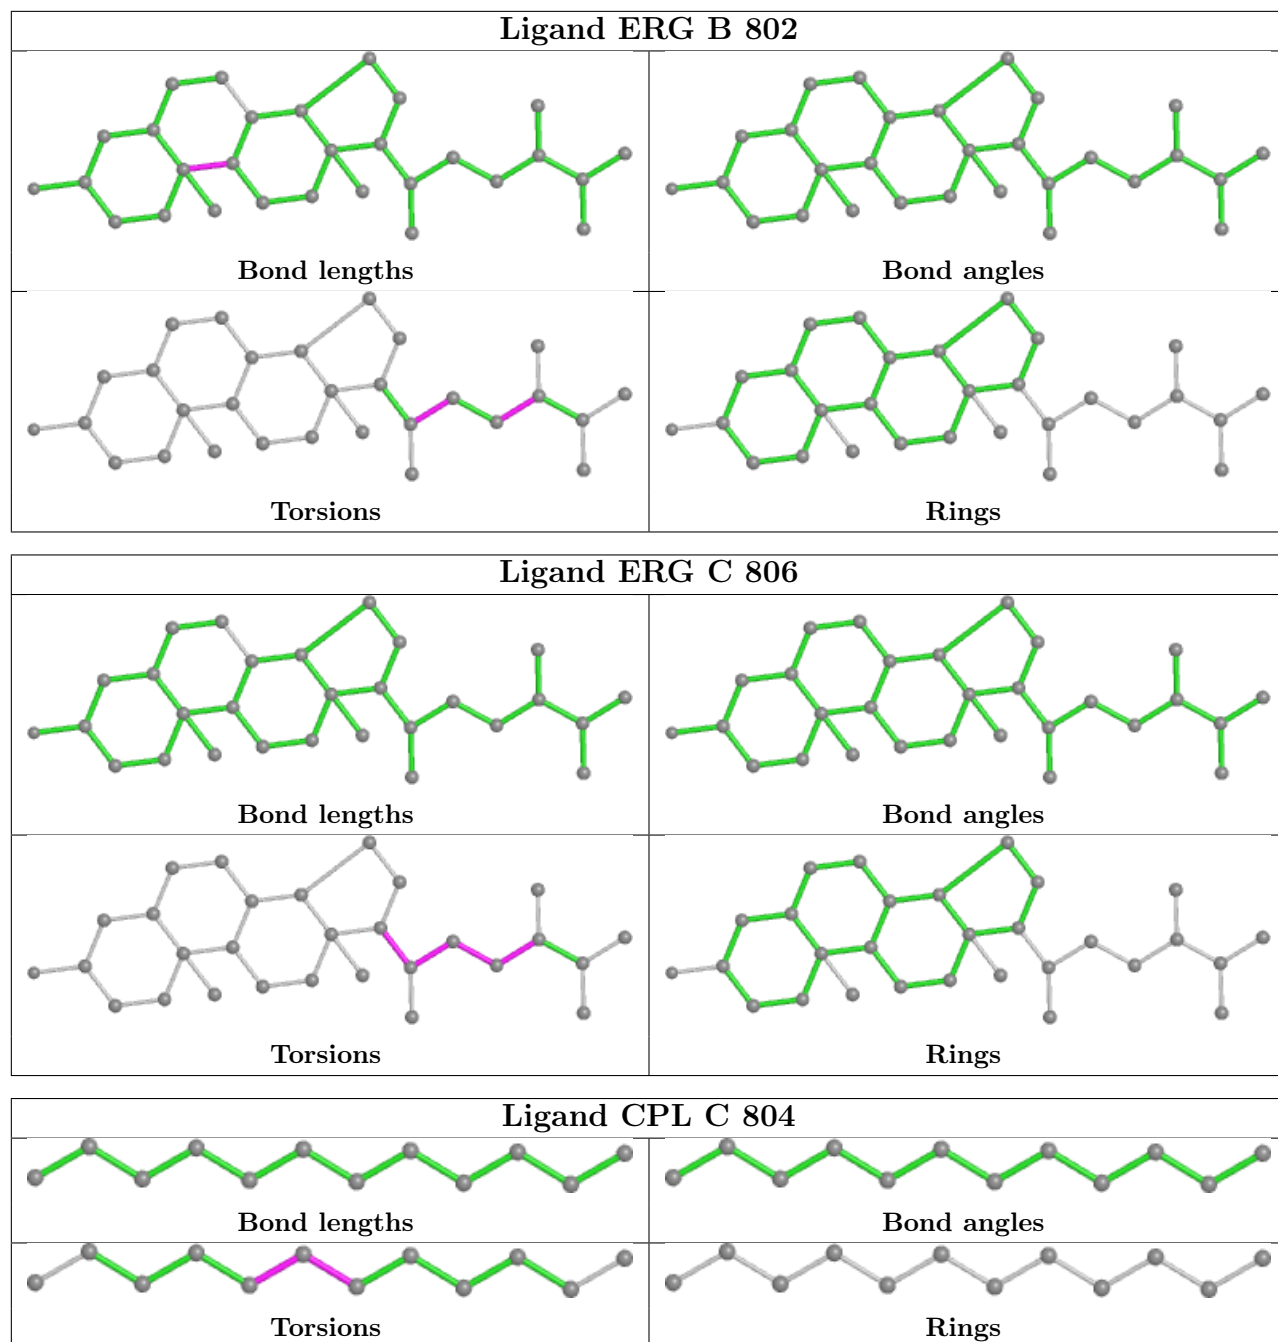 Ligand ERG B 802
Bond lengths
Bond angles
Torsions
Rings
Ligand ERG C 806
Bond lengths
Bond angles
Torsions
Rings
Ligand CPL C 804
Bond lengths
Bond angles
Torsions
Rings